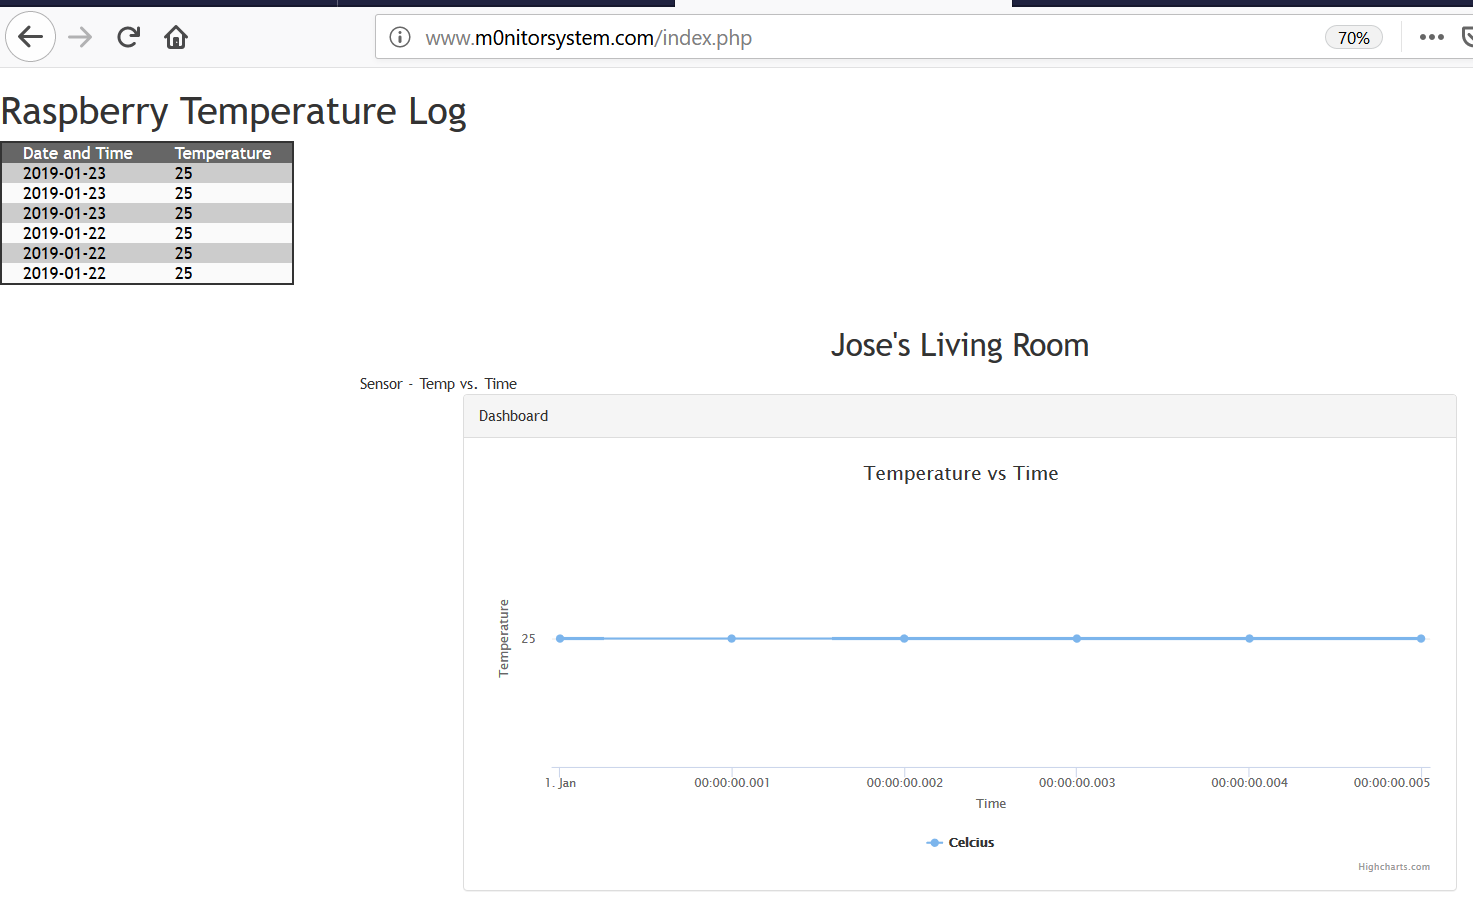 www.m0nitorsystem.com/index.php 70%
Raspberry Temperature Log
Date and Time Temperature
2019-01-23 25
2019-01-23 25
2019-01-23 25
2019-01-22 25
2019-01-22 25
2019-01-22 25
Jose's Living Room
Sensor - Temp vs. Time
Dashboard
Temperature vs Time
Temperature
25
1. Jan 00:00:00.001 00:00:00.002 00:00:00.003 00:00:00.004 00:00:00.005
Time
Celcius
Highcharts.com